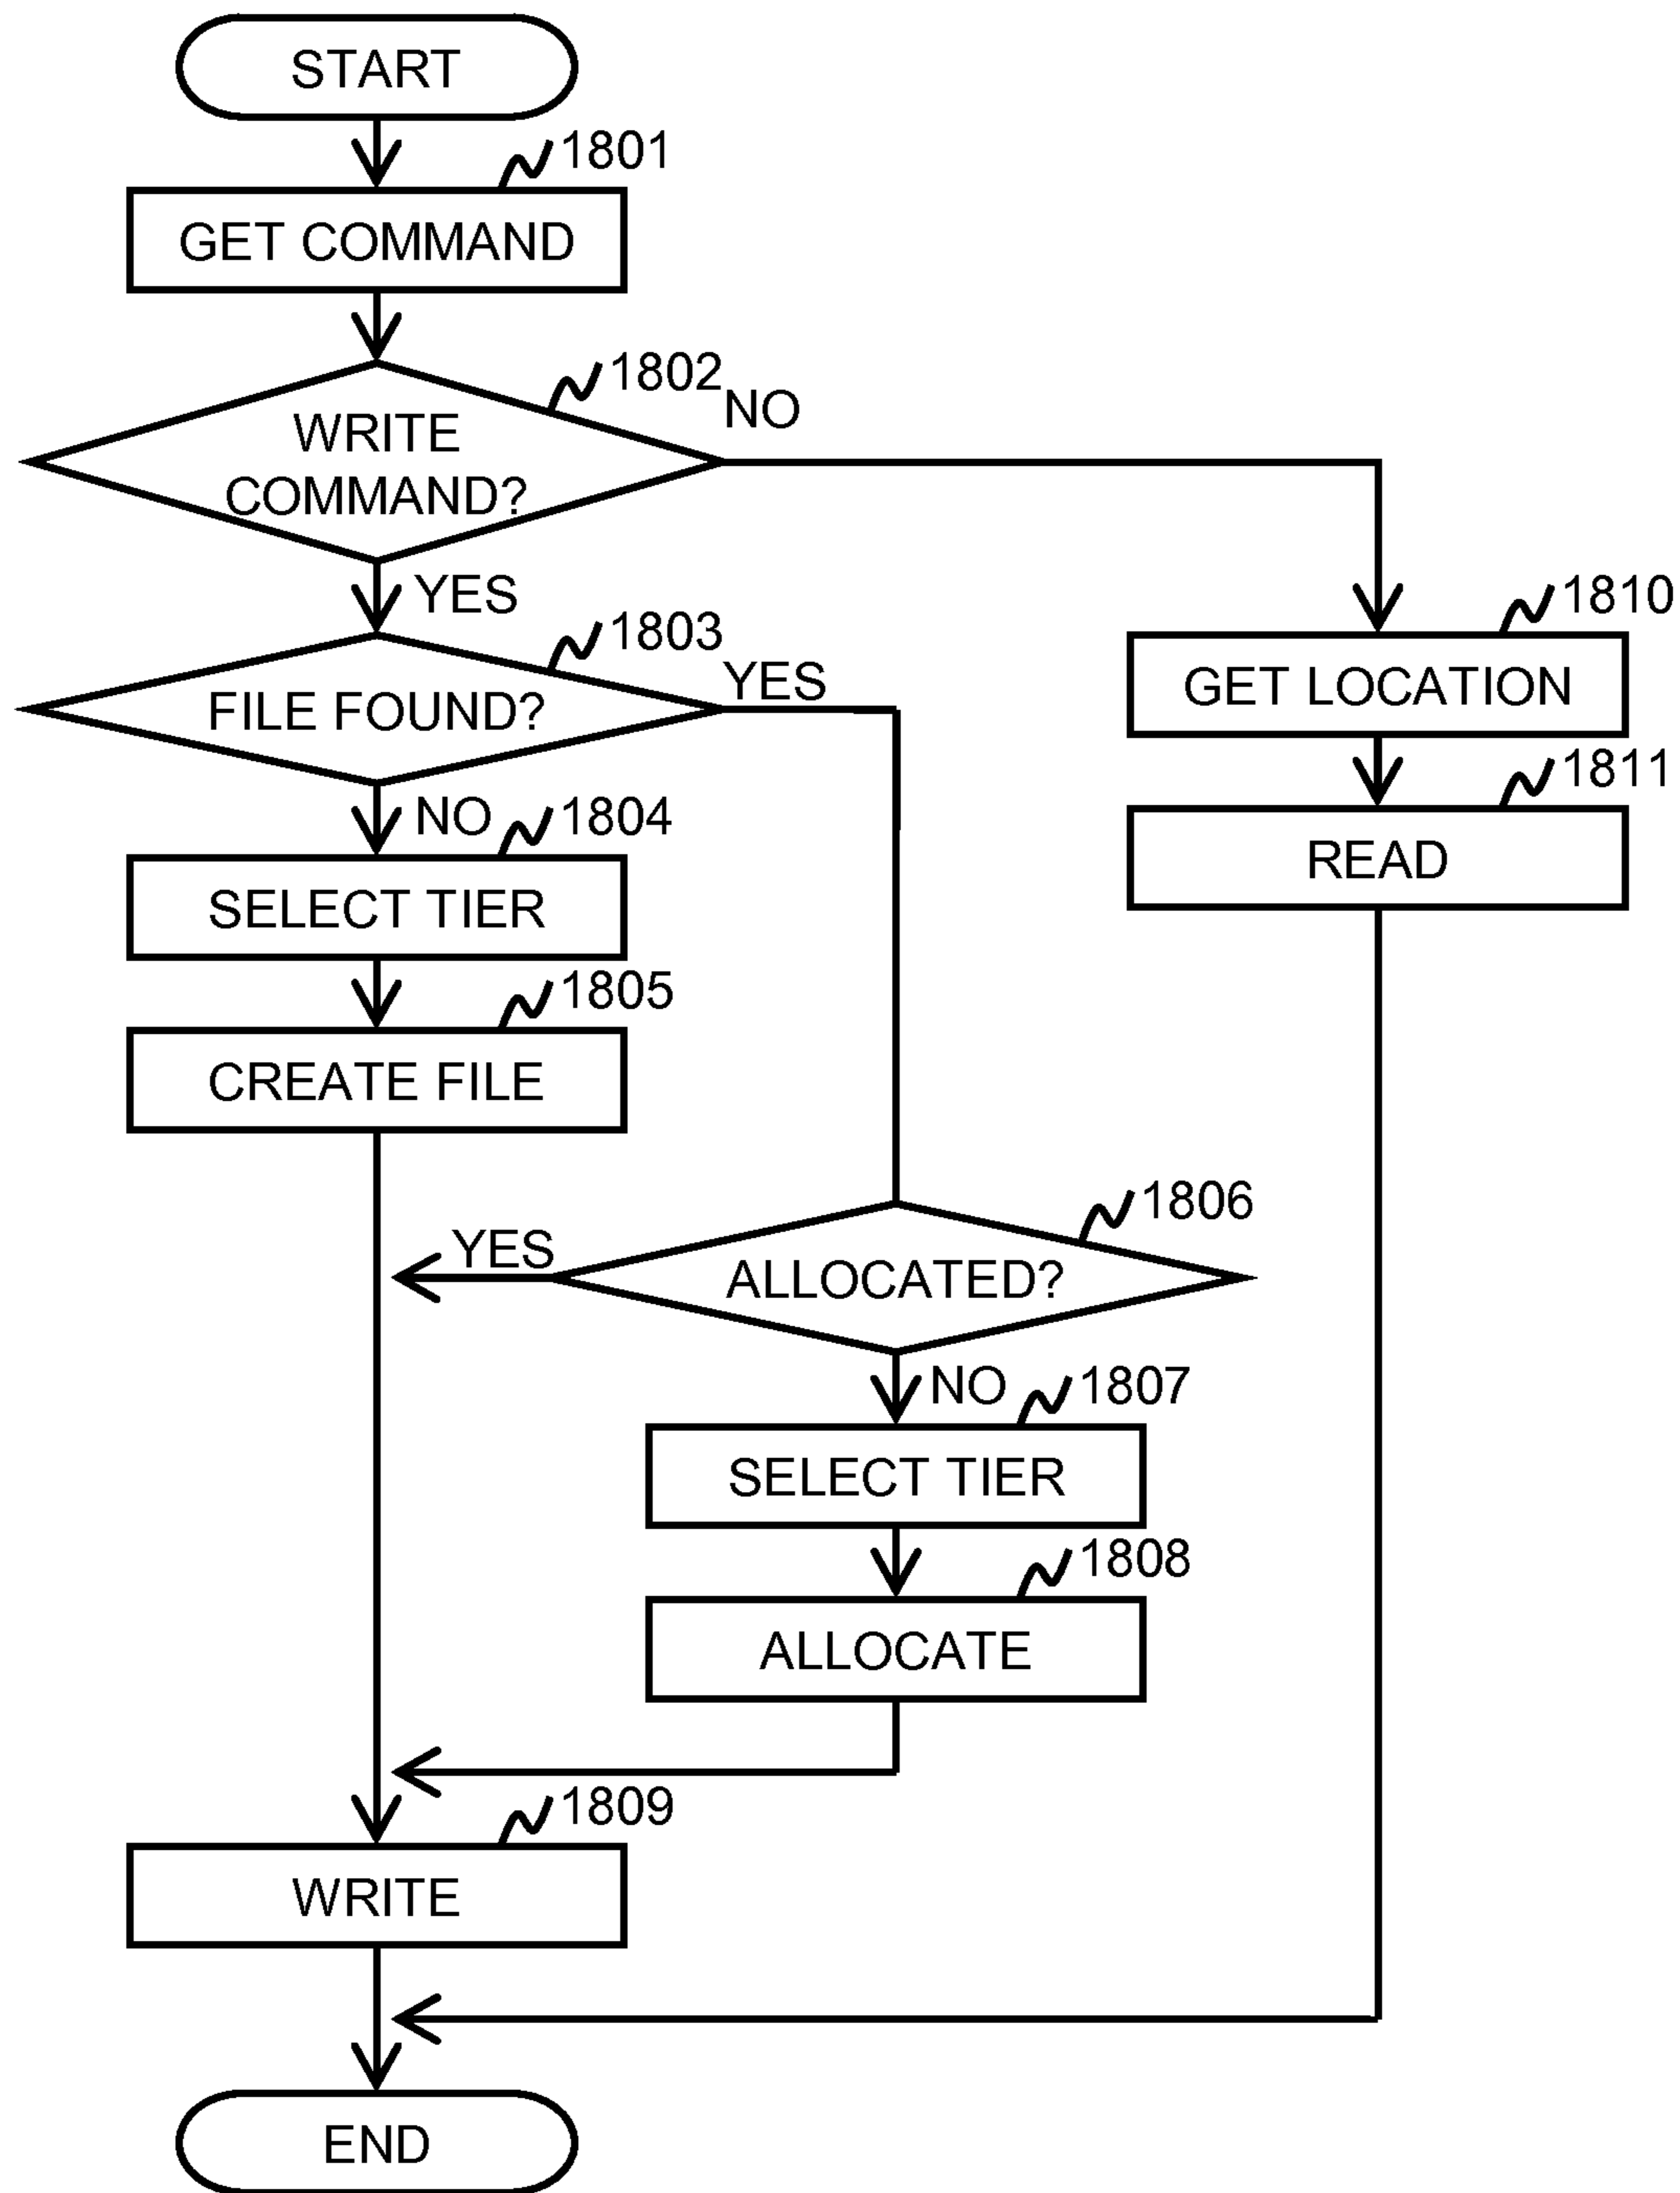 START
1801
GET COMMAND
1802
NO
WRITE
COMMAND?
YES
1803
YES
FILE FOUND?
1810
GET LOCATION
NO
1804
1811
READ
SELECT TIER
1805
CREATE FILE
1806
YES
ALLOCATED?
NO
1807
SELECT TIER
1808
ALLOCATE
1809
WRITE
END